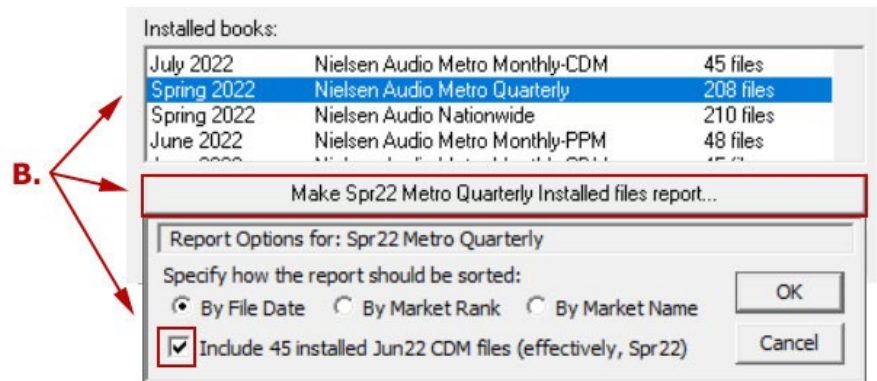 Installed books:
July 2022 Nielsen Audio Metro Monthly-CDM 45 files
Spring 2022 Nielsen Audio Metro Quarterly 208 files
Spring 2022 Nielsen Audio Nationwide 210 files
June 2022 Nielsen Audio Metro Monthly-PPM 48 files
B.
Make Spr22 Metro Quarterly Installed files report...
Report Options for: Spr22 Metro Quarterly
Specify how the report should be sorted:
By File Date By Market Rank By Market Name
OK
Include 45 installed Jun22 CDM files (effectively, Spr22)
Cancel